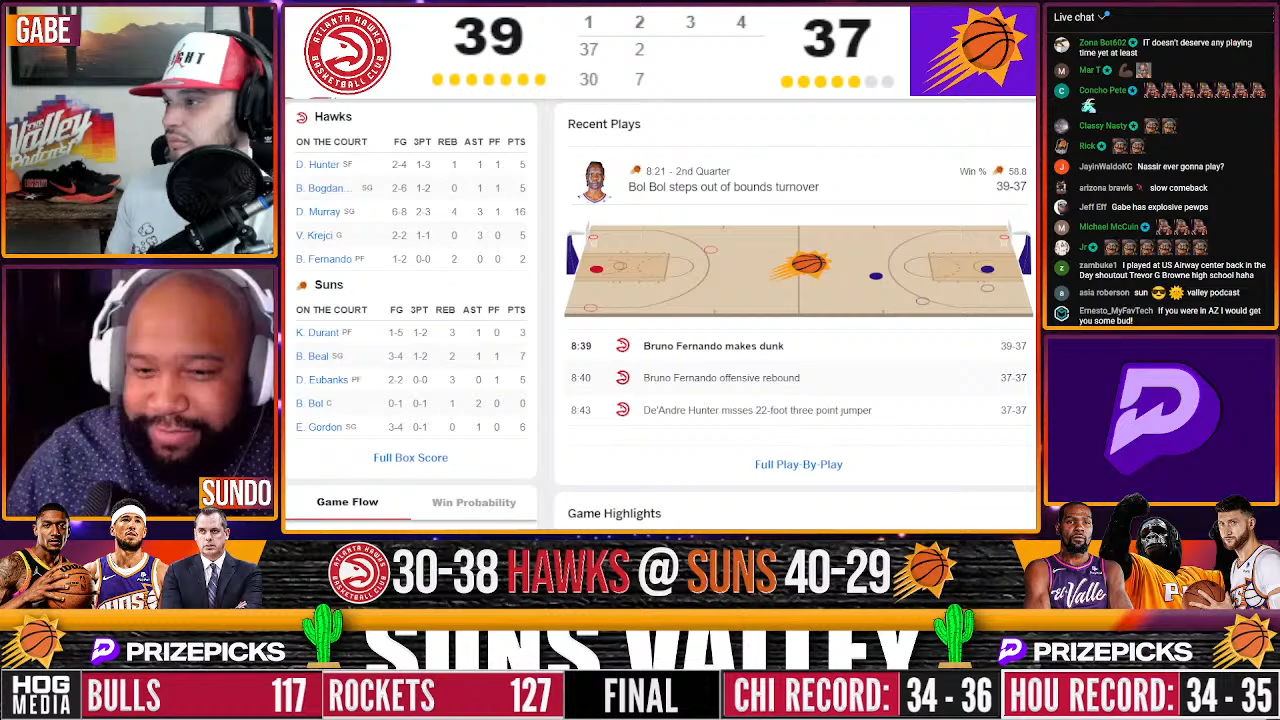 GABE
THE Valley PODCAST
SUNDO
ATLANTA HAWKS
BASKETBALL CLUB
39
1 2 3 4
37 2
30 7
37
Hawks
ON THE COURT FG 3PT REB AST PF PTS
D. Hunter SF 2-4 1-3 1 1 1 5
B. Bogdan... SG 2-6 1-2 0 1 1 5
D. Murray SG 6-8 2-3 4 3 1 16
V. Krejci G 2-2 1-1 0 3 0 5
B. Fernando PF 1-2 0-0 2 0 0 2
Suns
ON THE COURT FG 3PT REB AST PF PTS
K. Durant PF 1-5 1-2 3 1 0 3
B. Beal SG 3-4 1-2 2 1 1 7
D. Eubanks PF 2-2 0-0 3 0 1 5
B. Bol C 0-1 0-1 1 2 0 0
E. Gordon SG 3-4 0-1 0 1 0 6
Full Box Score
Game Flow Win Probability
Recent Plays
8:21 - 2nd Quarter Win % 58.8
Bol Bol steps out of bounds turnover 39-37
8:39 Bruno Fernando makes dunk 39-37
8:40 Bruno Fernando offensive rebound 37-37
8:43 De'Andre Hunter misses 22-foot three point jumper 37-37
Full Play-By-Play
Game Highlights
Live chat
Zona Bot602 IT doesn't deserve any playing
time yet at least
Mar T
Concho Pete
Classy Nasty
Rick
JayinWaldoKC Nassir ever gonna play?
arizona brawls slow comeback
Jeff Eff Gabe has explosive pewps
Michael McCuin
Jr
zambuke1 I played at US Airway center back in the
Day shoutout Trevor G Browne high school haha
asia roberson sun valley podcast
Ernesto_MyFavTech If you were in AZ I would get
you some bud!
30-38 HAWKS @ SUNS 40-29
PRIZEPICKS SUNS VALLEY PRIZEPICKS
HOG MEDIA BULLS 117 ROCKETS 127 FINAL CHI RECORD: 34 - 36 HOU RECORD: 34 - 35